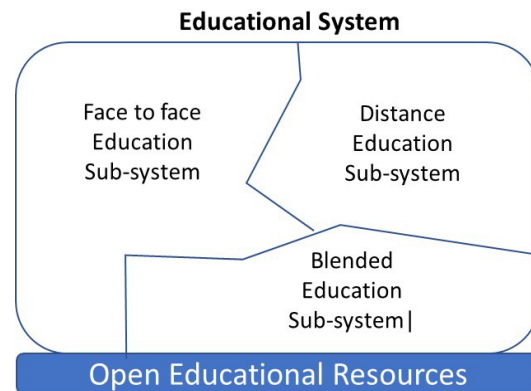 Educational System
Face to face
Education
Sub-system
Distance
Education
Sub-system
Blended
Education
Sub-system|
Open Educational Resources